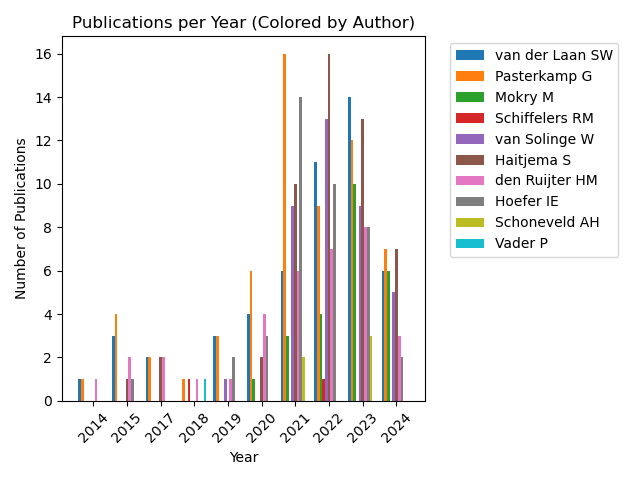 Publications per Year (Colored by Author)
Number of Publications
16
14
12
10
8
6
4
2
0
2014
2015
2017
2018
2019
2020
2021
2022
2023
2024
Year
van der Laan SW
Pasterkamp G
Mokry M
Schiffelers RM
van Solinge W
Haitjema S
den Ruijter HM
Hoefer IE
Schoneveld AH
Vader P